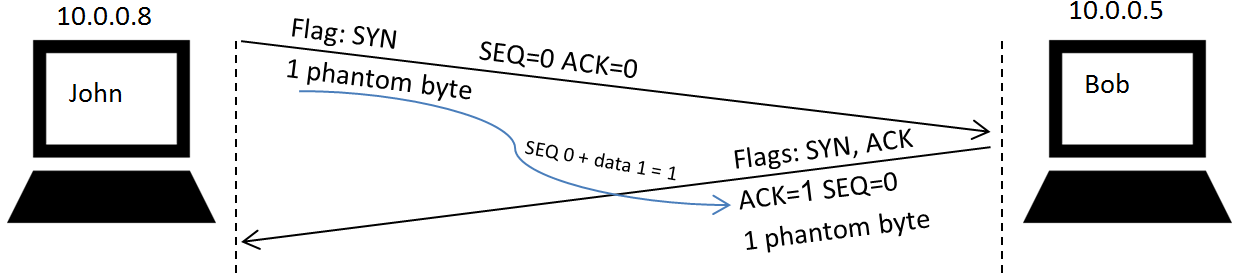 10.0.0.8
10.0.0.5
John
Bob
Flag: SYN
SEQ=0 ACK=0
1 phantom byte
SEQ 0 + data 1 = 1
Flags: SYN, ACK
ACK=1 SEQ=0
1 phantom byte